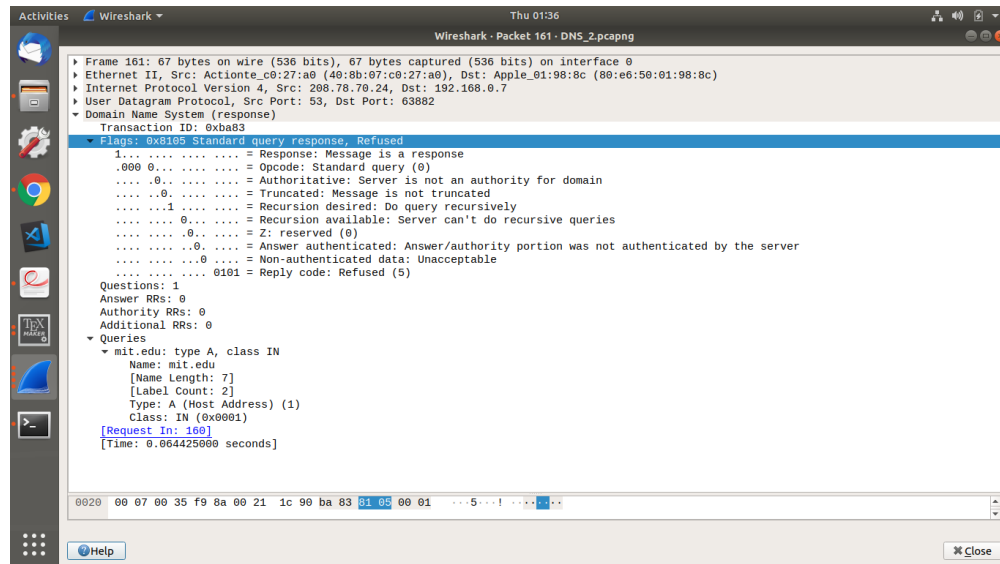 Activities Wireshark Thu 01:36
Wireshark · Packet 161 · DNS_2.pcapng
Frame 161: 67 bytes on wire (536 bits), 67 bytes captured (536 bits) on interface 0
Ethernet II, Src: Actionte_c0:27:a0 (40:8b:07:c0:27:a0), Dst: Apple_01:98:8c (80:e6:50:01:98:8c)
Internet Protocol Version 4, Src: 208.78.70.24, Dst: 192.168.0.7
User Datagram Protocol, Src Port: 53, Dst Port: 63882
Domain Name System (response)
Transaction ID: 0xba83
Flags: 0x8105 Standard query response, Refused
1... .... .... .... = Response: Message is a response
.000 0... .... .... = Opcode: Standard query (0)
.... .0.. .... .... = Authoritative: Server is not an authority for domain
.... ..0. .... .... = Truncated: Message is not truncated
.... ...1 .... .... = Recursion desired: Do query recursively
.... .... 0... .... = Recursion available: Server can't do recursive queries
.... .... .0.. .... = Z: reserved (0)
.... .... ..0. .... = Answer authenticated: Answer/authority portion was not authenticated by the server
.... .... ...0 .... = Non-authenticated data: Unacceptable
.... .... .... 0101 = Reply code: Refused (5)
Questions: 1
Answer RRs: 0
Authority RRs: 0
Additional RRs: 0
Queries
mit.edu: type A, class IN
Name: mit.edu
[Name Length: 7]
[Label Count: 2]
Type: A (Host Address) (1)
Class: IN (0x0001)
[Request In: 160]
[Time: 0.064425000 seconds]
TEX
MAKER
0020 00 07 00 35 f9 8a 00 21 1c 90 ba 83 81 05 00 01 ···5···! ········
Help Close